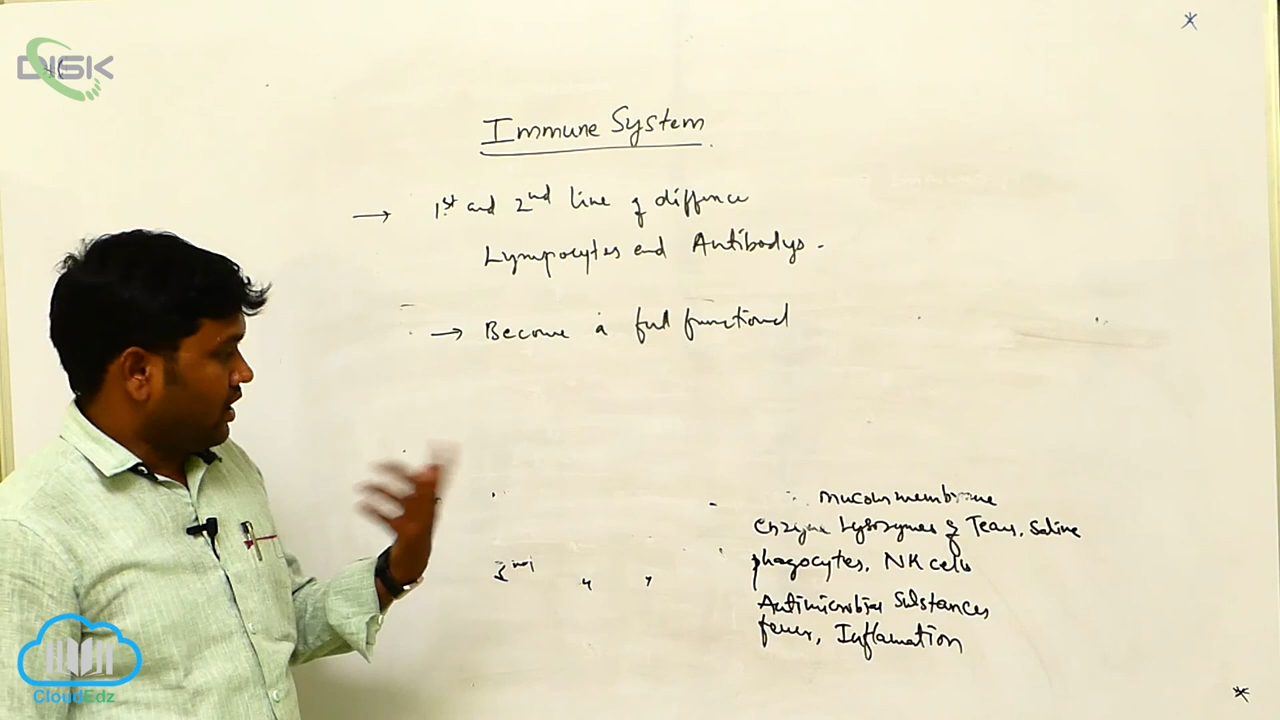 DISK
Immune System
→ 1st and 2nd line of diffence
Lympocytes and Antibodys.
→ Become a full functional
mucous membrane
Enzyme Lysozymes of Tears, Saline
phagocytes, NK cells
2nd " "
Antimicrobial Substances
fever, Inflamation
CloudEdz